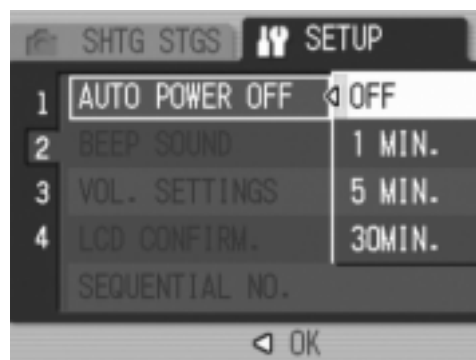 SHTG STGS SETUP
1 AUTO POWER OFF OFF
2 BEEP SOUND 1 MIN.
3 VOL. SETTINGS 5 MIN.
4 LCD CONFIRM. 30MIN.
SEQUENTIAL NO.
OK